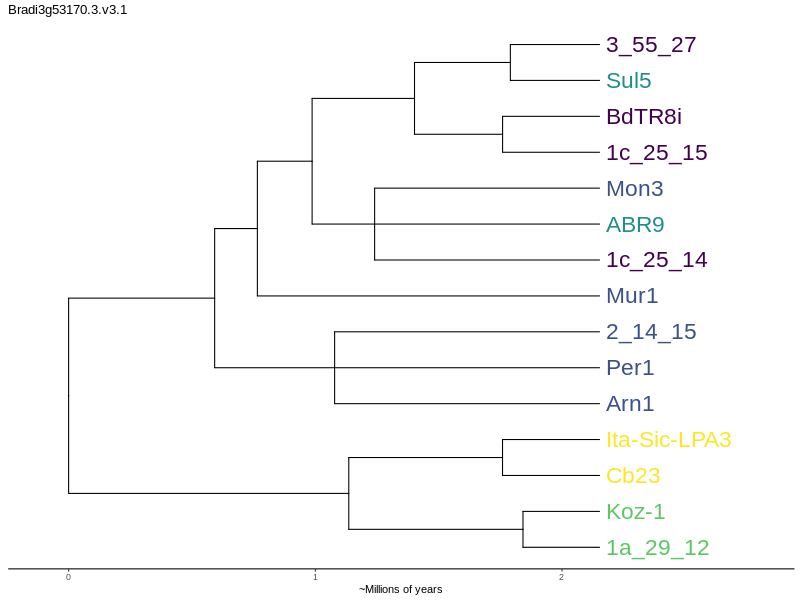 Bradi3g53170.3.v3.1
3_55_27
Sul5
BdTR8i
1c_25_15
Mon3
ABR9
1c_25_14
Mur1
2_14_15
Per1
Arn1
Ita-Sic-LPA3
Cb23
Koz-1
1a_29_12
0 1 2
~Millions of years